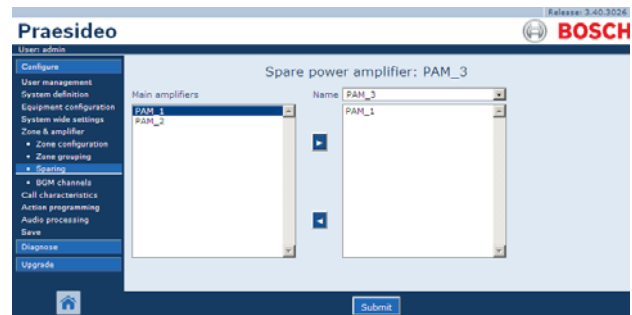 Release: 3.40.3026
Praesideo
BOSCH
User: admin
Configure
User management
System definition
Equipment configuration
System wide settings
Zone & amplifier
• Zone configuration
• Zone grouping
• Sparing
• BGM channels
Call characteristics
Action programming
Audio processing
Save
Diagnose
Upgrade
Spare power amplifier: PAM_3
Main amplifiers
Name PAM_3
PAM_1
PAM_2
PAM_1
Submit